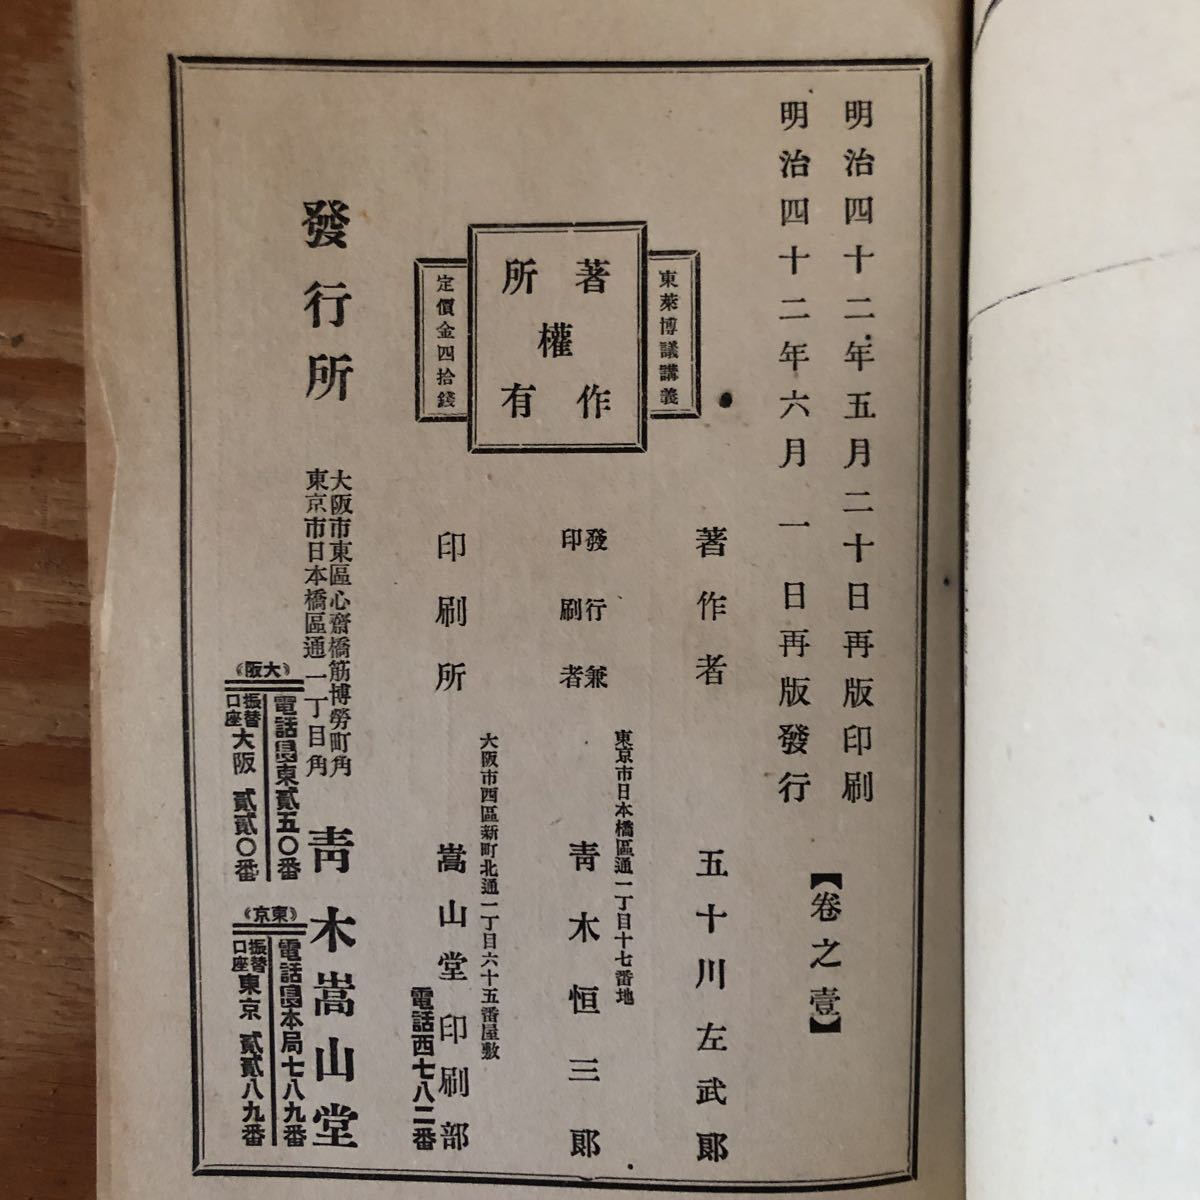 明治四十二年五月二十日再版印刷
明治四十二年六月一日再版發行
【卷之壹】
東萊博議講義
著作
權
所有
定價金四拾錢
著作者
五十川左武郎
發行兼
印刷者
東京市日本橋區通一丁目十七番地
青木恒三郎
印刷所
大阪市西區新町北通一丁目六十五番屋敷
嵩山堂印刷部
電話西七八二番
發行所
大阪市東區心齋橋筋博勞町角
東京市日本橋區通一丁目角
青木嵩山堂
《大阪》
電話長東貳五〇番
振替口座大阪貳貳〇番
《東京》
電話長本局七八九番
振替口座東京貳貳八九番